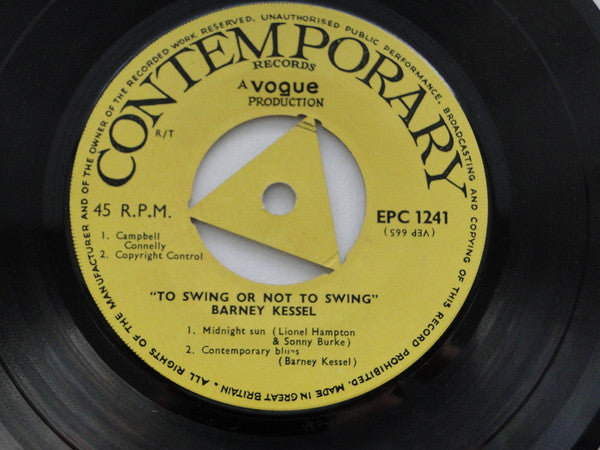 ALL RIGHTS OF THE MANUFACTURER AND OF THE OWNER OF THE RECORDED WORK RESERVED. UNAUTHORISED PUBLIC PERFORMANCE, BROADCASTING AND COPYING OF THIS RECORD PROHIBITED. MADE IN GREAT BRITAIN •
CONTEMPORARY
RECORDS
A vogue
PRODUCTION
R/T
45 R.P.M.
EPC 1241
(VEP 665)
1. Campbell
Connelly
2. Copyright Control
"TO SWING OR NOT TO SWING"
BARNEY KESSEL
1. Midnight sun (Lionel Hampton
& Sonny Burke)
2. Contemporary blues
(Barney Kessel)